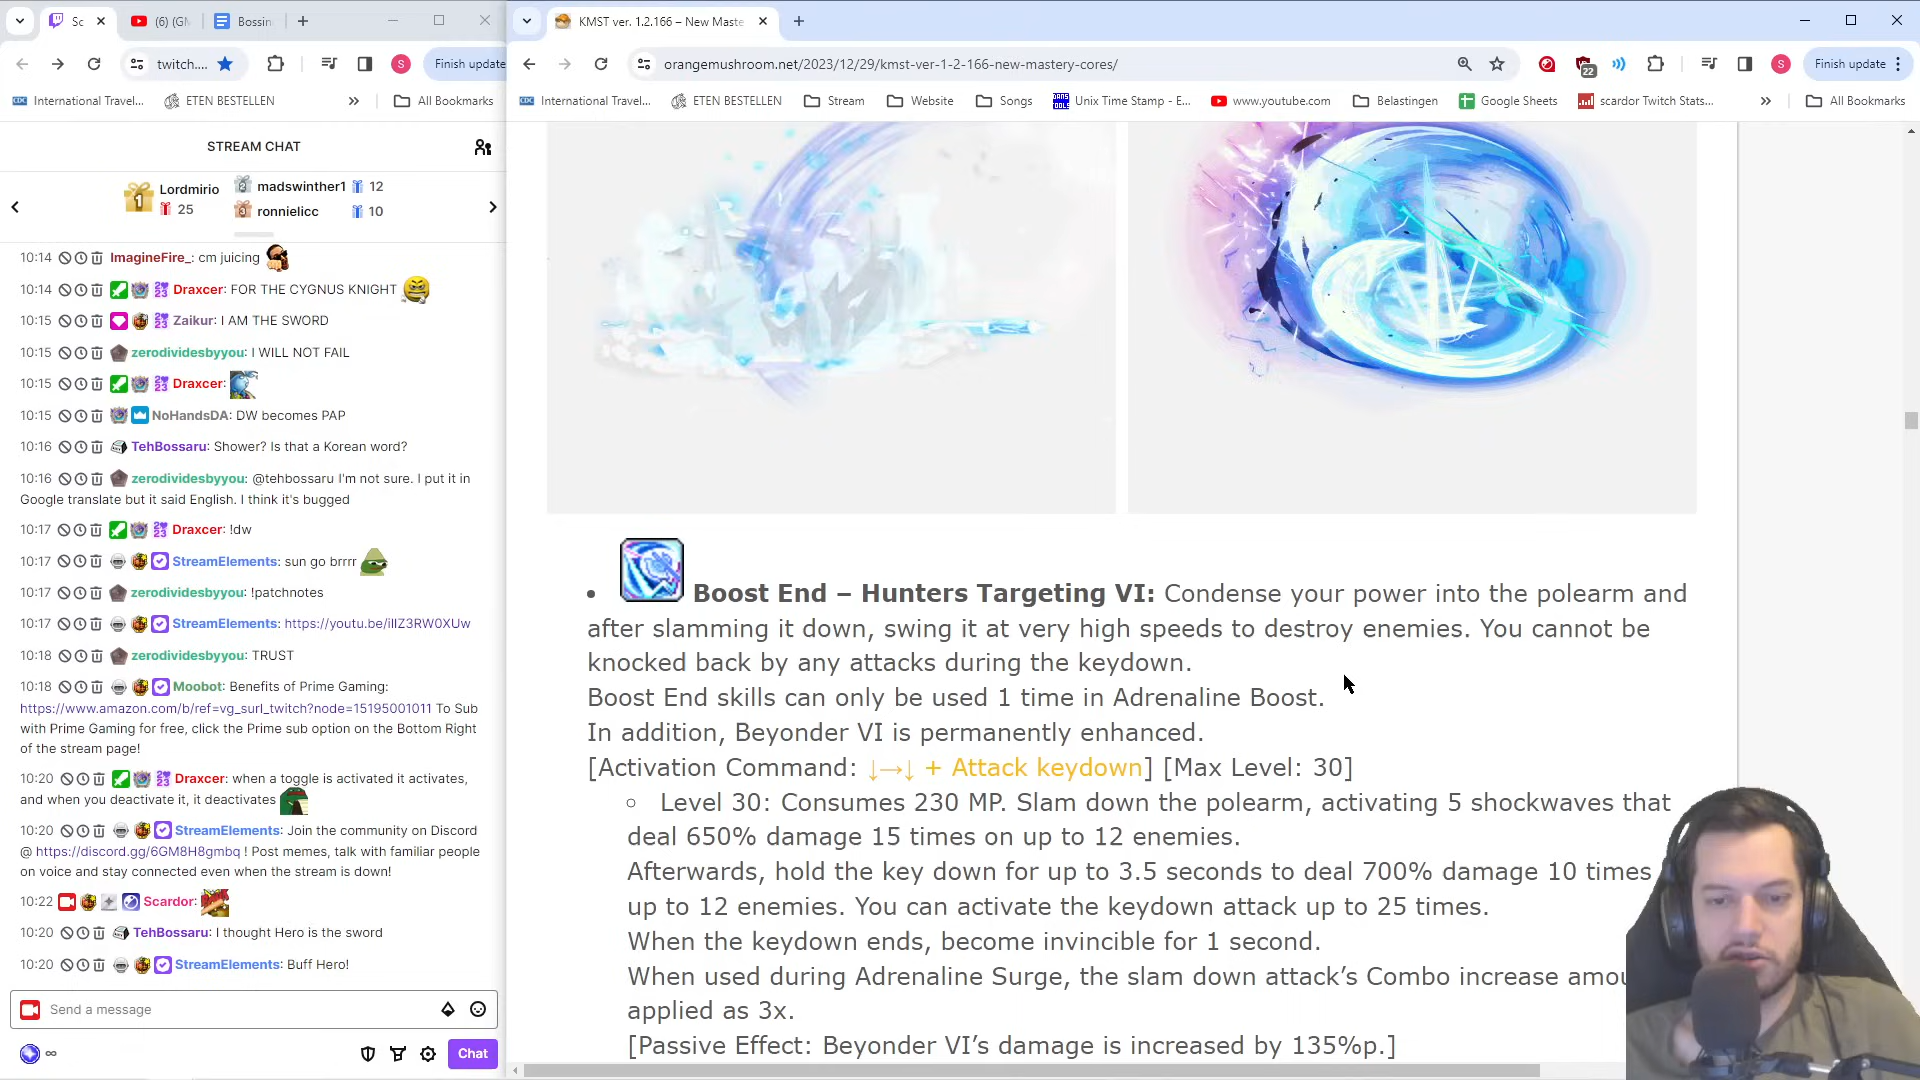 Sc
(6) (GM
Bossin
KMST ver. 1.2.166 – New Maste
twitch....
S
Finish update
orangemushroom.net/2023/12/29/kmst-ver-1-2-166-new-mastery-cores/
22
S
Finish update
International Travel...
ETEN BESTELLEN
All Bookmarks
International Travel...
ETEN BESTELLEN
Stream
Website
Songs
Unix Time Stamp - E...
www.youtube.com
Belastingen
Google Sheets
scardor Twitch Stats...
All Bookmarks
STREAM CHAT
1
Lordmirio
25
2 madswinther1 12
3 ronnielicc 10
10:14 ImagineFire_: cm juicing
10:14 Draxcer: FOR THE CYGNUS KNIGHT
10:15 Zaikur: I AM THE SWORD
10:15 zerodividesbyyou: I WILL NOT FAIL
10:15 Draxcer:
10:15 NoHandsDA: DW becomes PAP
10:16 TehBossaru: Shower? Is that a Korean word?
10:16 zerodividesbyyou: @tehbossaru I'm not sure. I put it in
Google translate but it said English. I think it's bugged
10:17 Draxcer: !dw
10:17 StreamElements: sun go brrrr
10:17 zerodividesbyyou: !patchnotes
10:17 StreamElements: https://youtu.be/iIIZ3RW0XUw
10:18 zerodividesbyyou: TRUST
10:18 Moobot: Benefits of Prime Gaming:
https://www.amazon.com/b/ref=vg_surl_twitch?node=15195001011 To Sub
with Prime Gaming for free, click the Prime sub option on the Bottom Right
of the stream page!
10:20 Draxcer: when a toggle is activated it activates,
and when you deactivate it, it deactivates
10:20 StreamElements: Join the community on Discord
@ https://discord.gg/6GM8H8gmbq ! Post memes, talk with familiar people
on voice and stay connected even when the stream is down!
10:22 Scardor:
10:20 TehBossaru: I thought Hero is the sword
10:20 StreamElements: Buff Hero!
Send a message
∞
Chat
• Boost End – Hunters Targeting VI: Condense your power into the polearm and
after slamming it down, swing it at very high speeds to destroy enemies. You cannot be
knocked back by any attacks during the keydown.
Boost End skills can only be used 1 time in Adrenaline Boost.
In addition, Beyonder VI is permanently enhanced.
[Activation Command: ↓→↓ + Attack keydown] [Max Level: 30]
○ Level 30: Consumes 230 MP. Slam down the polearm, activating 5 shockwaves that
deal 650% damage 15 times on up to 12 enemies.
Afterwards, hold the key down for up to 3.5 seconds to deal 700% damage 10 times
up to 12 enemies. You can activate the keydown attack up to 25 times.
When the keydown ends, become invincible for 1 second.
When used during Adrenaline Surge, the slam down attack's Combo increase amou
applied as 3x.
[Passive Effect: Beyonder VI's damage is increased by 135%p.]